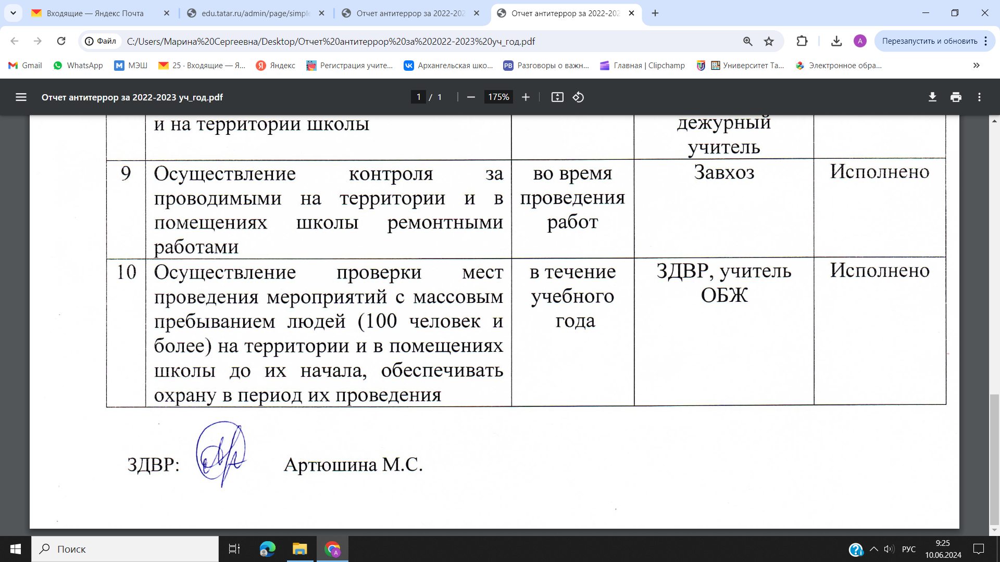 Входящие — Яндекс Почта
edu.tatar.ru/admin/page/simple
Отчет антитеррор за 2022-202
Отчет антитеррор за 2022-202
Файл
C:/Users/Марина%20Сергеевна/Desktop/Отчет%20антитеррор%20за%202022-2023%20уч_год.pdf
А
Перезапустить и обновить
Gmail
WhatsApp
МЭШ
25 · Входящие — Я...
Яндекс
Регистрация учите...
Архангельская шко...
Разговоры о важн...
Главная | Clipchamp
Университет Та...
Электронное обра...
Отчет антитеррор за 2022-2023 уч_год.pdf
1 / 1
175%
и на территории школы
дежурный
учитель
9
Осуществление контроля за
проводимыми на территории и в
помещениях школы ремонтными
работами
во время
проведения
работ
Завхоз
Исполнено
10
Осуществление проверки мест
проведения мероприятий с массовым
пребыванием людей (100 человек и
более) на территории и в помещениях
школы до их начала, обеспечивать
охрану в период их проведения
в течение
учебного
года
ЗДВР, учитель
ОБЖ
Исполнено
ЗДВР:
Артюшина М.С.
Поиск
РУС
9:25
10.06.2024